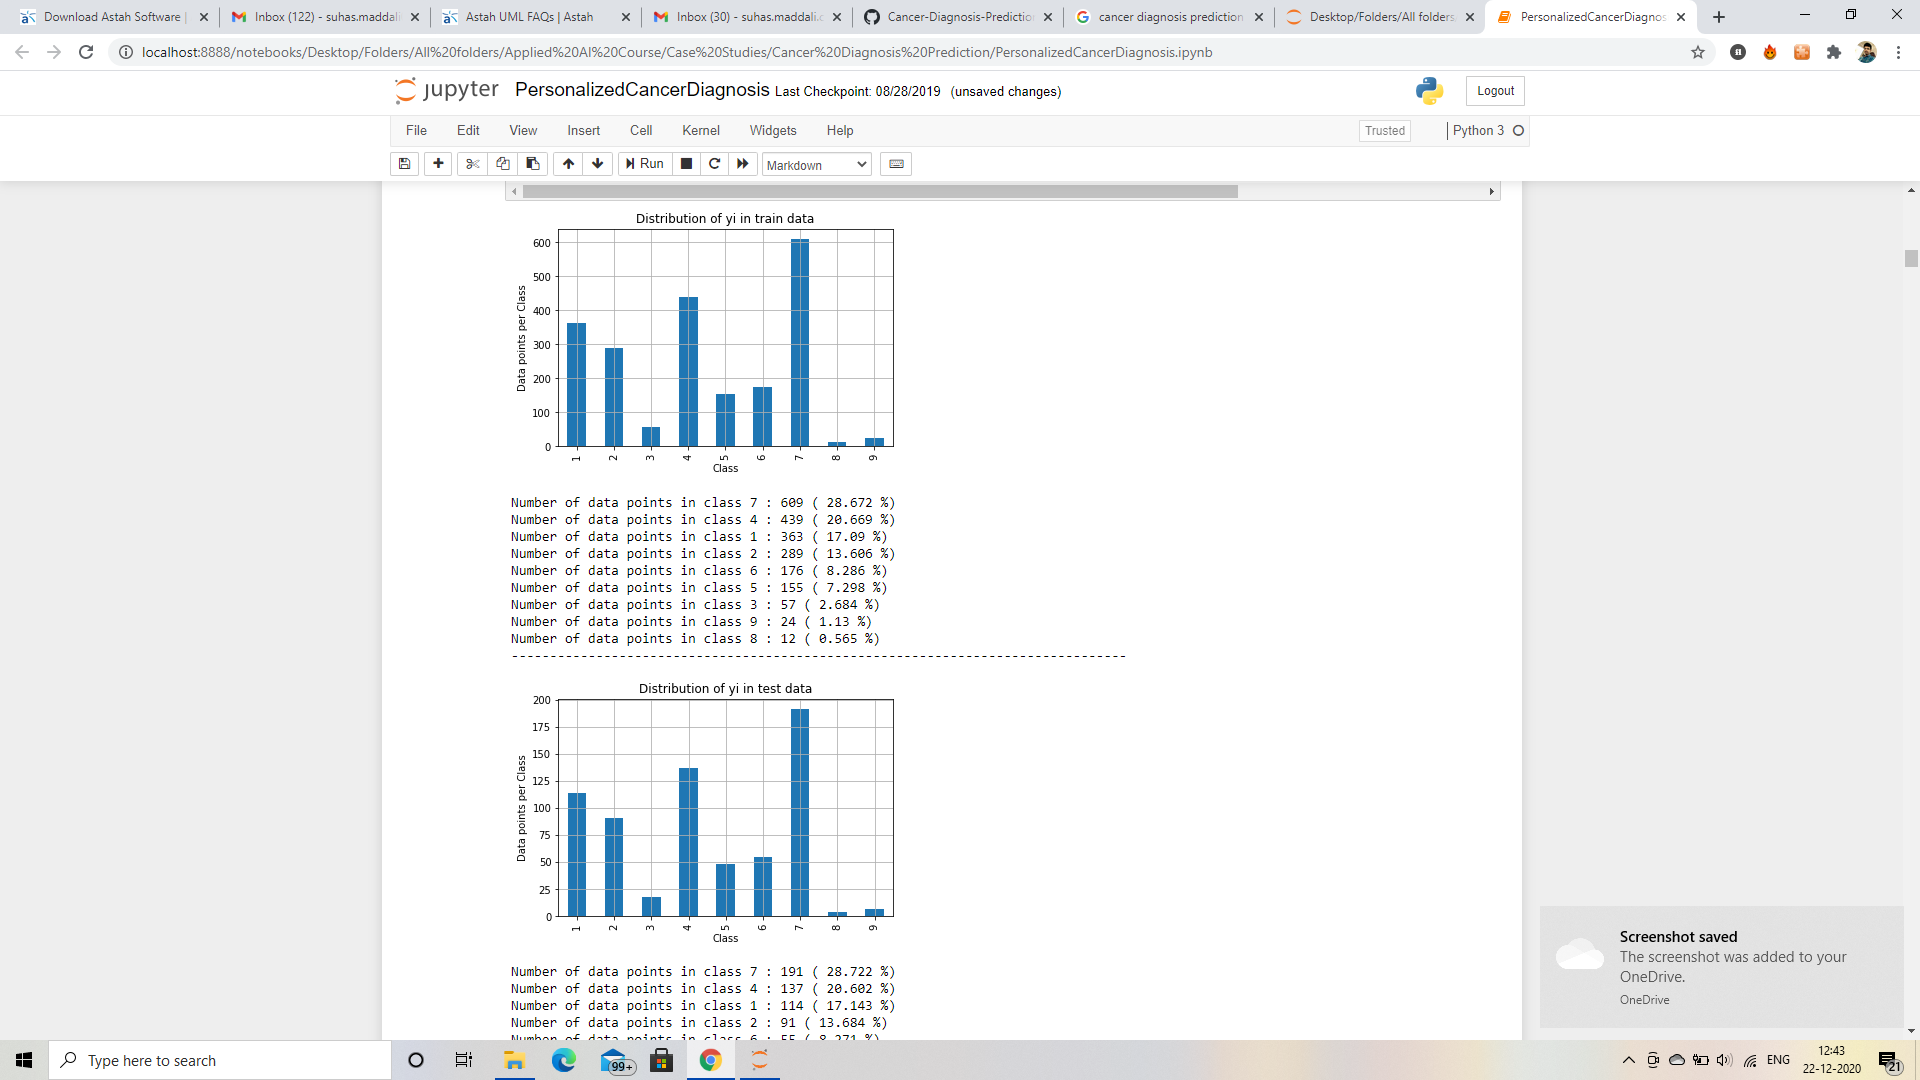 Download Astah Software |
Inbox (122) - suhas.maddali
Astah UML FAQs | Astah
Inbox (30) - suhas.maddali.c
Cancer-Diagnosis-Predictio
cancer diagnosis prediction
Desktop/Folders/All folders
PersonalizedCancerDiagnos
localhost:8888/notebooks/Desktop/Folders/All%20folders/Applied%20AI%20Course/Case%20Studies/Cancer%20Diagnosis%20Prediction/PersonalizedCancerDiagnosis.ipynb
jupyter PersonalizedCancerDiagnosis Last Checkpoint: 08/28/2019 (unsaved changes)
Logout
File Edit View Insert Cell Kernel Widgets Help
Trusted
Python 3
Run
Markdown
Distribution of yi in train data
600
500
400
300
200
100
0
Data points per Class
1 2 3 4 5 6 7 8 9
Class
Number of data points in class 7 : 609 ( 28.672 %)
Number of data points in class 4 : 439 ( 20.669 %)
Number of data points in class 1 : 363 ( 17.09 %)
Number of data points in class 2 : 289 ( 13.606 %)
Number of data points in class 6 : 176 ( 8.286 %)
Number of data points in class 5 : 155 ( 7.298 %)
Number of data points in class 3 : 57 ( 2.684 %)
Number of data points in class 9 : 24 ( 1.13 %)
Number of data points in class 8 : 12 ( 0.565 %)
--------------------------------------------------------------------------------
Distribution of yi in test data
200
175
150
125
100
75
50
25
0
Data points per Class
1 2 3 4 5 6 7 8 9
Class
Number of data points in class 7 : 191 ( 28.722 %)
Number of data points in class 4 : 137 ( 20.602 %)
Number of data points in class 1 : 114 ( 17.143 %)
Number of data points in class 2 : 91 ( 13.684 %)
Number of data points in class 6 : 55 ( 8.271 %)
Screenshot saved
The screenshot was added to your
OneDrive.
OneDrive
Type here to search
99+
ENG
12:43
22-12-2020
21